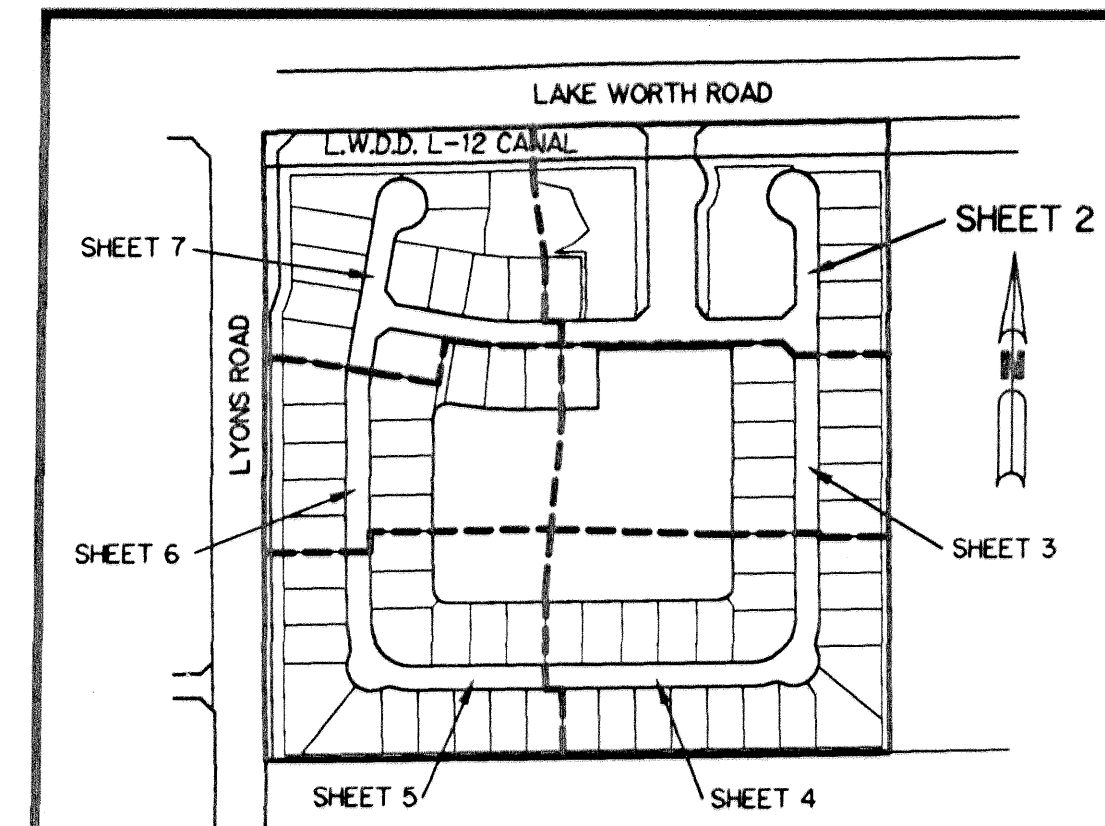 LAKE WORTH ROAD
L.W.D.D. L-12 CANAL
SHEET 2
SHEET 7
N
LYONS ROAD
SHEET 6
SHEET 3
SHEET 5
SHEET 4